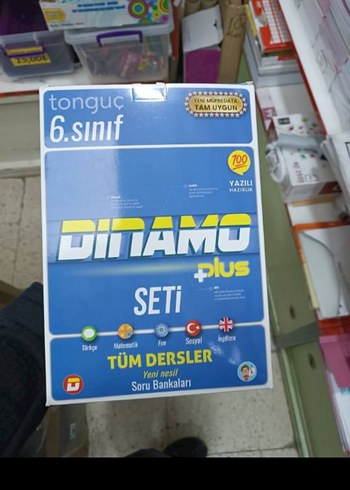 tonguç
6.sınıf
YENİ MÜFREDATA
TAM UYGUN
700
YAZILI
HAZIRLIK
DINAMO
+plus
SETİ
Türkçe
Matematik
Fen
Sosyal
İngilizce
TÜM DERSLER
Yeni nesil
Soru Bankaları
D